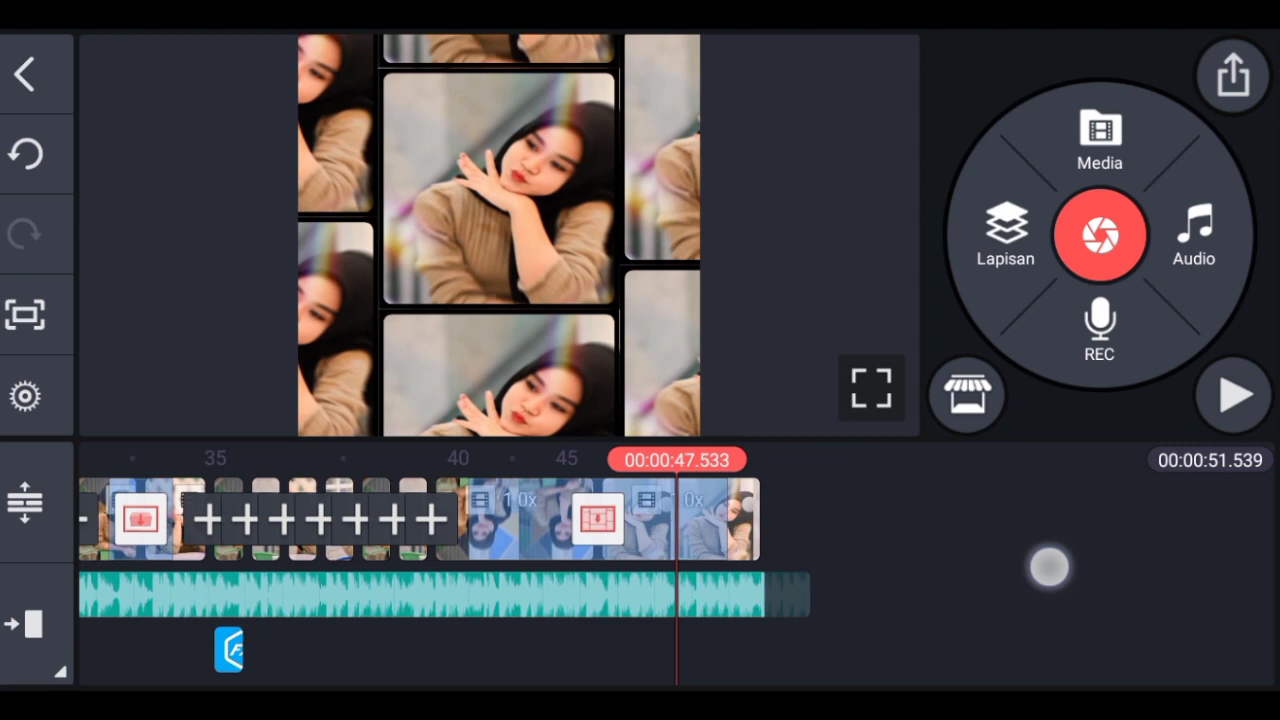 Media
Lapisan
Audio
REC
35
40
45
00:00:47.533
00:00:51.539
1.0x
.0x